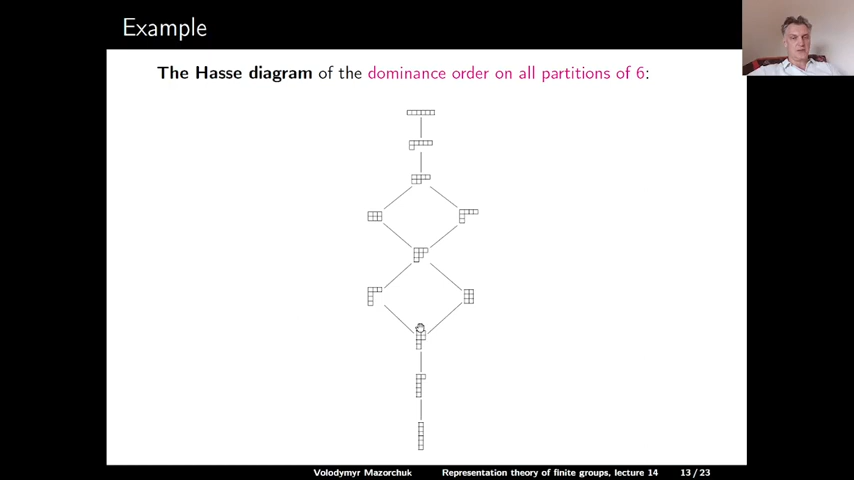 Example
The Hasse diagram of the dominance order on all partitions of 6:
Volodymyr Mazorchuk Representation theory of finite groups, lecture 14 13 / 23